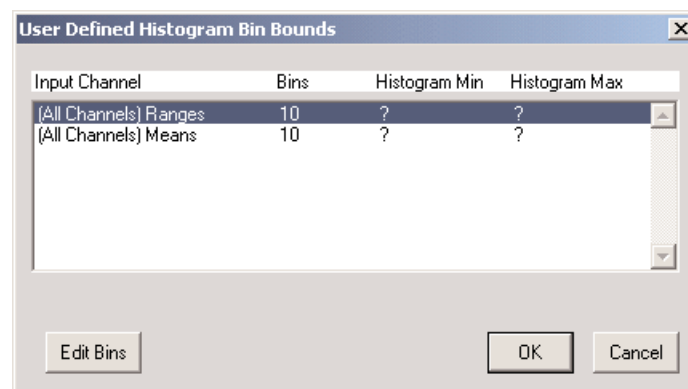 User Defined Histogram Bin Bounds
Input Channel Bins Histogram Min Histogram Max
(All Channels) Ranges 10 ? ?
(All Channels) Means 10 ? ?
Edit Bins OK Cancel